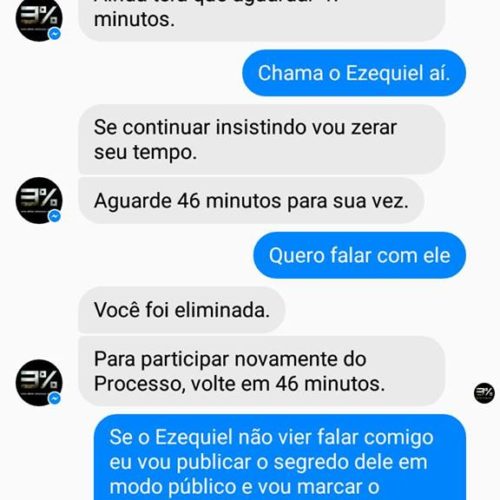 minutos.
Chama o Ezequiel aí.
Se continuar insistindo vou zerar
seu tempo.
3%
Aguarde 46 minutos para sua vez.
Quero falar com ele
Você foi eliminada.
Para participar novamente do
3%
Processo, volte em 46 minutos.
Se o Ezequiel não vier falar comigo
eu vou publicar o segredo dele em
modo público e vou marcar o